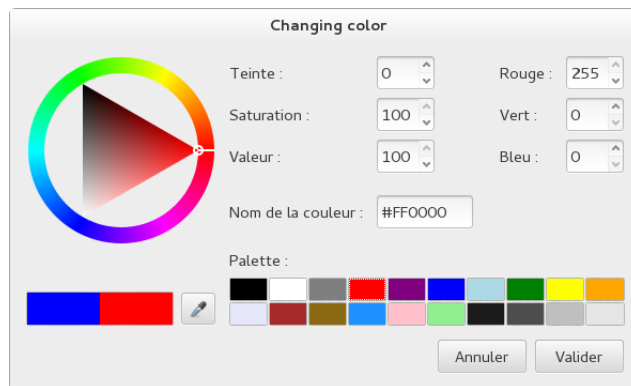 Changing color
Teinte : 0 Rouge : 255
Saturation : 100 Vert : 0
Valeur : 100 Bleu : 0
Nom de la couleur : #FF0000
Palette :
Annuler Valider